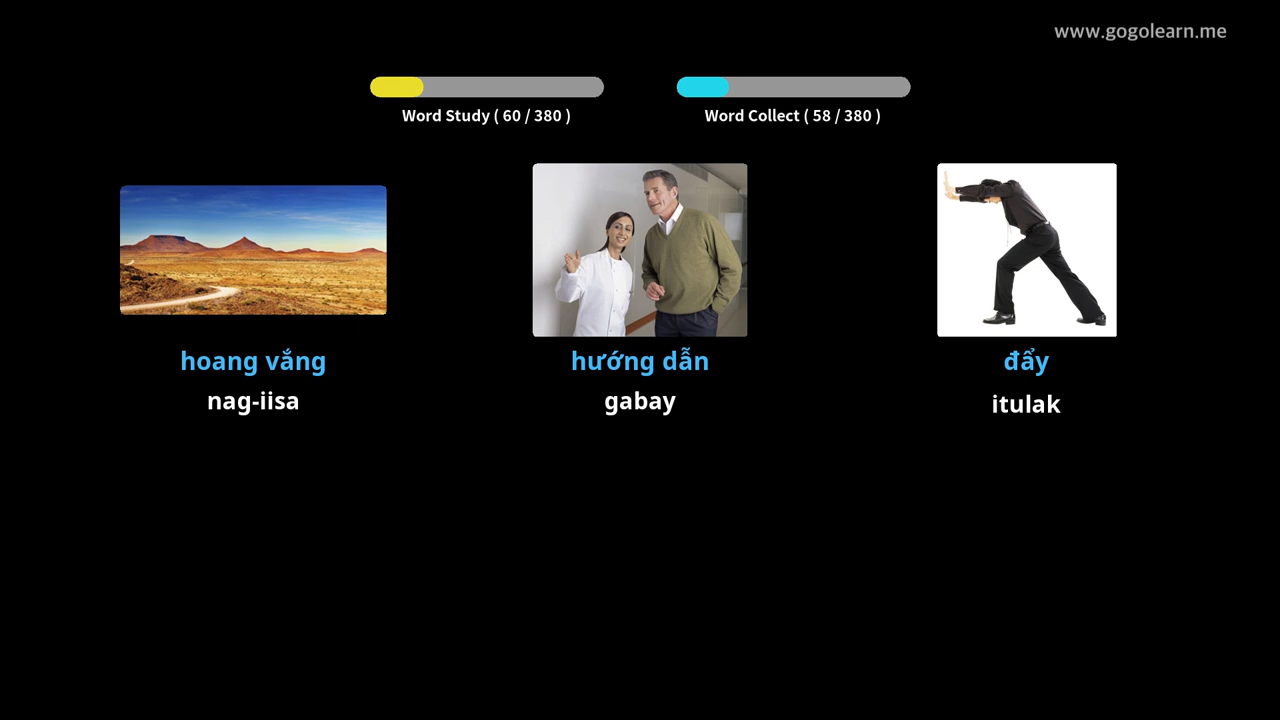 www.gogolearn.me
Word Study ( 60 / 380 )
Word Collect ( 58 / 380 )
hoang vắng
nag-iisa
hướng dẫn
gabay
đẩy
itulak